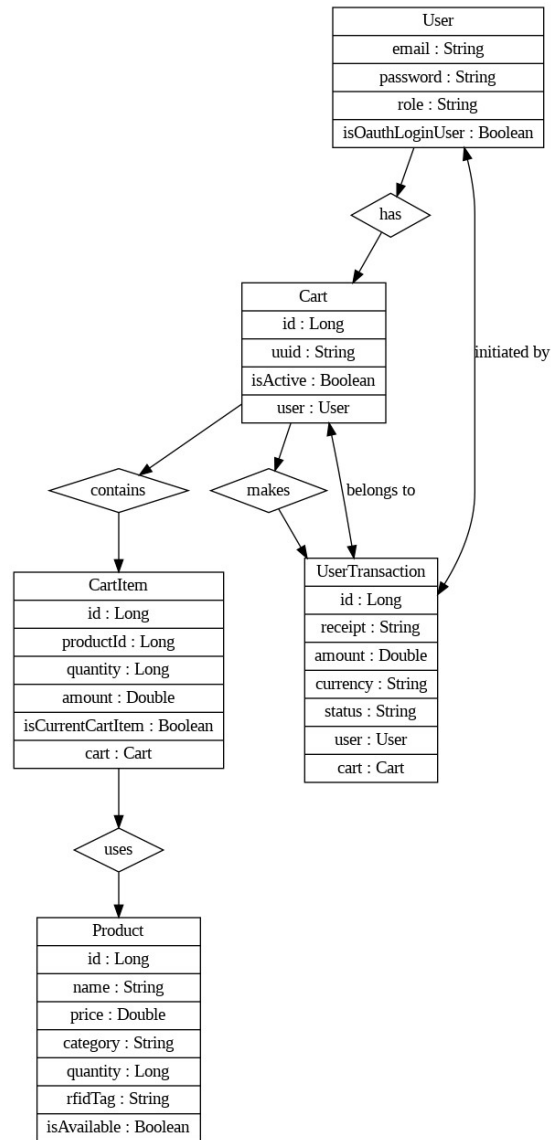 User
email : String
password : String
role : String
isOauthLoginUser : Boolean
has
Cart
id : Long
uuid : String
isActive : Boolean
user : User
initiated by
contains
makes
belongs to
CartItem
id : Long
productId : Long
quantity : Long
amount : Double
isCurrentCartItem : Boolean
cart : Cart
UserTransaction
id : Long
receipt : String
amount : Double
currency : String
status : String
user : User
cart : Cart
uses
Product
id : Long
name : String
price : Double
category : String
quantity : Long
rfidTag : String
isAvailable : Boolean